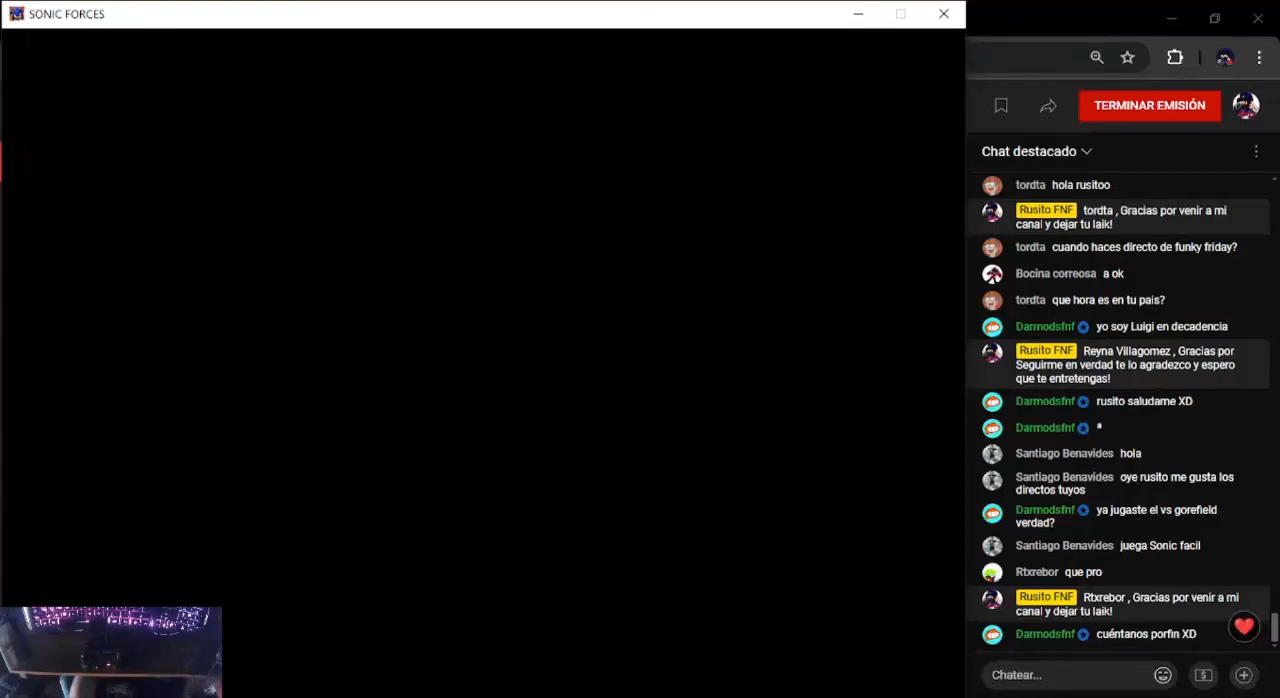 SONIC FORCES
TERMINAR EMISIÓN
Chat destacado
tordta hola rusitoo
Rusito FNF tordta , Gracias por venir a mi
canal y dejar tu laik!
tordta cuando haces directo de funky friday?
Bocina correosa a ok
tordta que hora es en tu pais?
Darmodsfnf yo soy Luigi en decadencia
Rusito FNF Reyna Villagomez , Gracias por
Seguirme en verdad te lo agradezco y espero
que te entretengas!
Darmodsfnf rusito saludame XD
Darmodsfnf
Santiago Benavides hola
Santiago Benavides oye rusito me gusta los
directos tuyos
Darmodsfnf ya jugaste el vs gorefield
verdad?
Santiago Benavides juega Sonic facil
Rtxrebor que pro
Rusito FNF Rtxrebor , Gracias por venir a mi
canal y dejar tu laik!
Darmodsfnf cuéntanos porfin XD
Chatear...